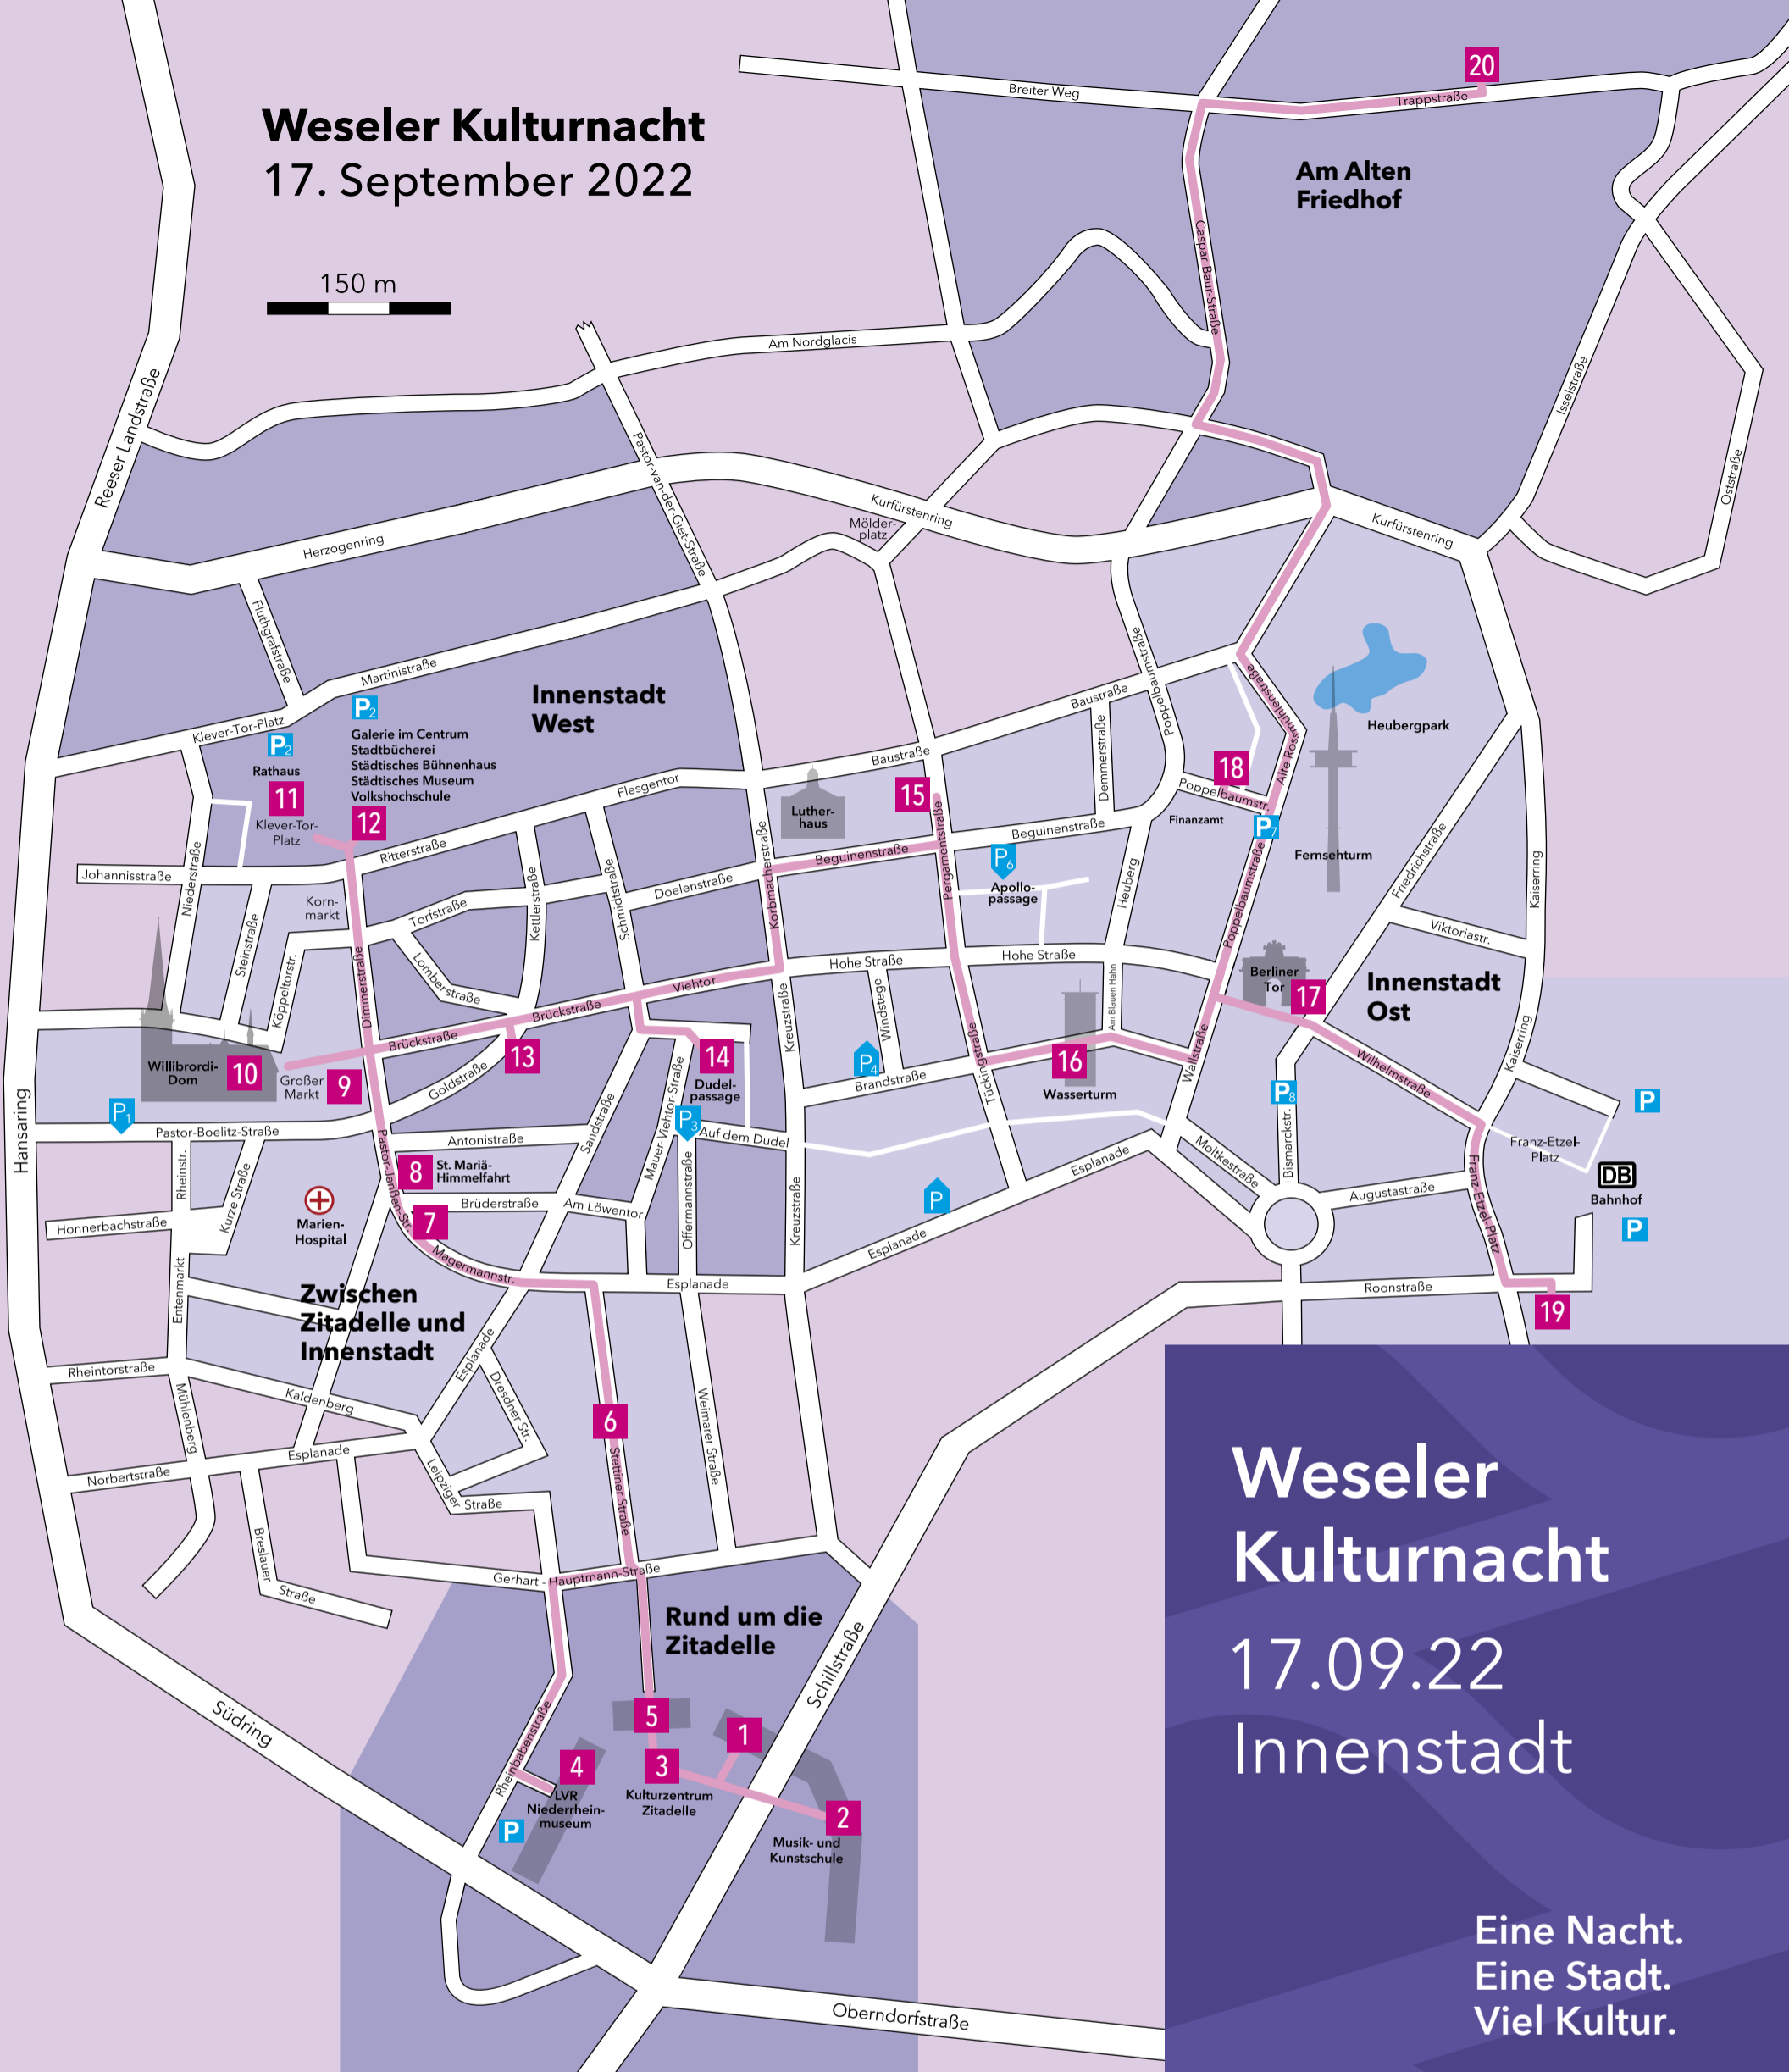 Weseler Kulturnacht
17. September 2022
150 m
20
Breiter Weg
Trappstraße
Am Alten
Friedhof
Caspar-Baur-Straße
Am Nordglacis
Isselstraße
Oststraße
Reeser Landstraße
Pastor-van-der-Giet-Straße
Kurfürstenring
Kurfürstenring
Mölder-
platz
Herzogenring
Fluthgrafstraße
Martinistraße
Klever-Tor-Platz
P2
P2
Innenstadt
West
Galerie im Centrum
Stadtbücherei
Städtisches Bühnenhaus
Städtisches Museum
Volkshochschule
Rathaus
11
Klever-Tor-
Platz
12
Flesgentor
Ritterstraße
Johannisstraße
Niederstraße
Steinstraße
Korn-
markt
Köppeltorstr.
Torfstraße
Lomberstraße
Kettlerstraße
Schmidtstraße
Doelenstraße
Korbmacherstraße
Luther-
haus
Baustraße
Baustraße
15
Poppelbaumstraße
Demmerstraße
18
Poppelbaumstr.
Alte Rossmühlenstraße
Finanzamt
P7
Heubergpark
Fernsehturm
Friedrichstraße
Kaiserring
Viktoriastr.
Beguinenstraße
Beguinenstraße
Pergamentstraße
P6
Apollo-
passage
Heuberg
Poppelbaumstraße
Hohe Straße
Hohe Straße
Berliner
Tor
17
Innenstadt
Ost
Kaiserring
Dimmerstraße
Brückstraße
Brückstraße
Viehtor
Windstege
Am Blauen Hahn
Kreuzstraße
Willibrordi-
Dom
10
Großer
Markt
9
13
14
Dudel-
passage
P4
Brandstraße
Tückingstraße
16
Wasserturm
Wallstraße
Wilhelmstraße
P8
P
P1
Hansaring
Pastor-Boelitz-Straße
Goldstraße
Antonistraße
Sandstraße
Mauer-Viehtor-Straße
P3
Auf dem Dudel
Franz-Etzel-
Platz
DB
Bahnhof
P
Moltkestraße
Bismarckstr.
Augustastraße
Franz-Etzel-Platz
Pastor-Janßen-Str.
8
St. Mariä-
Himmelfahrt
Brüderstraße
Am Löwentor
Offermannstraße
Kreuzstraße
P
Esplanade
Esplanade
Rheinstr.
Kurze Straße
Marien-
Hospital
7
Magermannstr.
Esplanade
Honnerbachstraße
Entenmarkt
Roonstraße
19
Zwischen
Zitadelle und
Innenstadt
Rheintorstraße
Mühlenberg
Kaldenberg
Esplanade
Dresdner Str.
6
Stettiner Straße
Weimarer Straße
Norbertstraße
Esplanade
Leipziger
Straße
Breslauer
Straße
Gerhart - Hauptmann-Straße
Rund um die
Zitadelle
Schillstraße
Südring
Rheinbabenstraße
5
1
4
3
LVR
Niederrhein-
museum
Kulturzentrum
Zitadelle
2
P
Musik- und
Kunstschule
Oberndorfstraße
Weseler
Kulturnacht
17.09.22
Innenstadt
Eine Nacht.
Eine Stadt.
Viel Kultur.